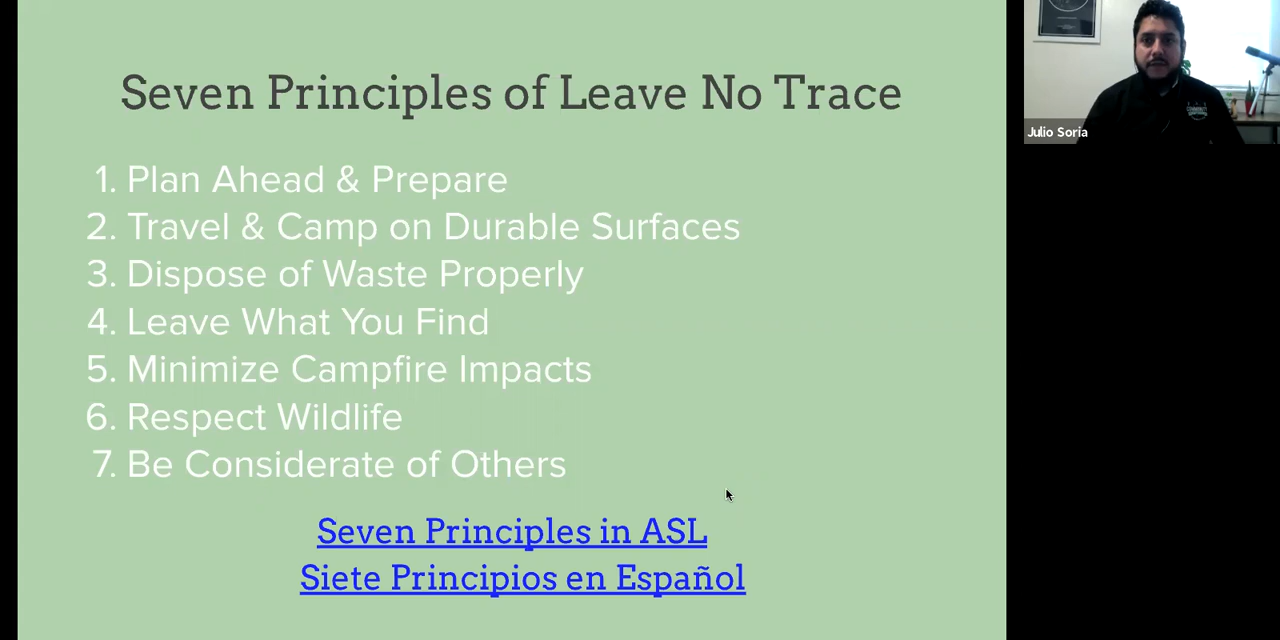 Seven Principles of Leave No Trace
1. Plan Ahead & Prepare
2. Travel & Camp on Durable Surfaces
3. Dispose of Waste Properly
4. Leave What You Find
5. Minimize Campfire Impacts
6. Respect Wildlife
7. Be Considerate of Others
Seven Principles in ASL
Siete Principios en Español
Julio Soria